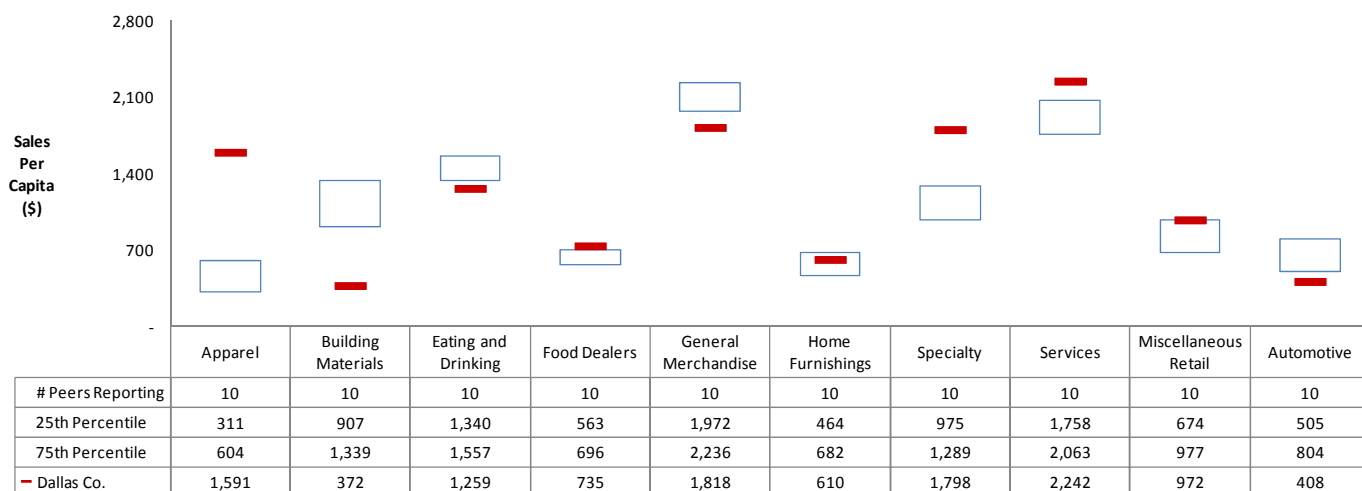 2,800
2,100
Sales
Per
Capita
($)
1,400
700
-
Apparel Building Materials Eating and Drinking Food Dealers General Merchandise Home Furnishings Specialty Services Miscellaneous Retail Automotive
# Peers Reporting 10 10 10 10 10 10 10 10 10 10
25th Percentile 311 907 1,340 563 1,972 464 975 1,758 674 505
75th Percentile 604 1,339 1,557 696 2,236 682 1,289 2,063 977 804
Dallas Co. 1,591 372 1,259 735 1,818 610 1,798 2,242 972 408